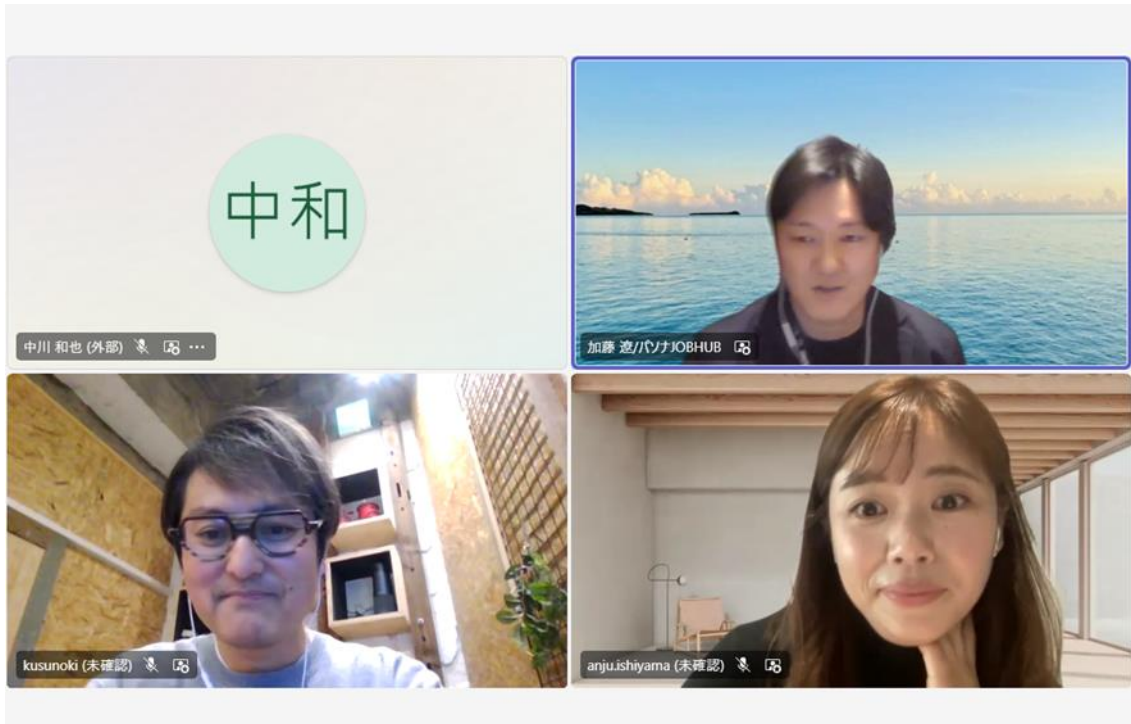 中和
中川 和也 (外部)
加藤 遼/パソナJOBHUB
kusunoki (未確認)
anju.ishiyama (未確認)